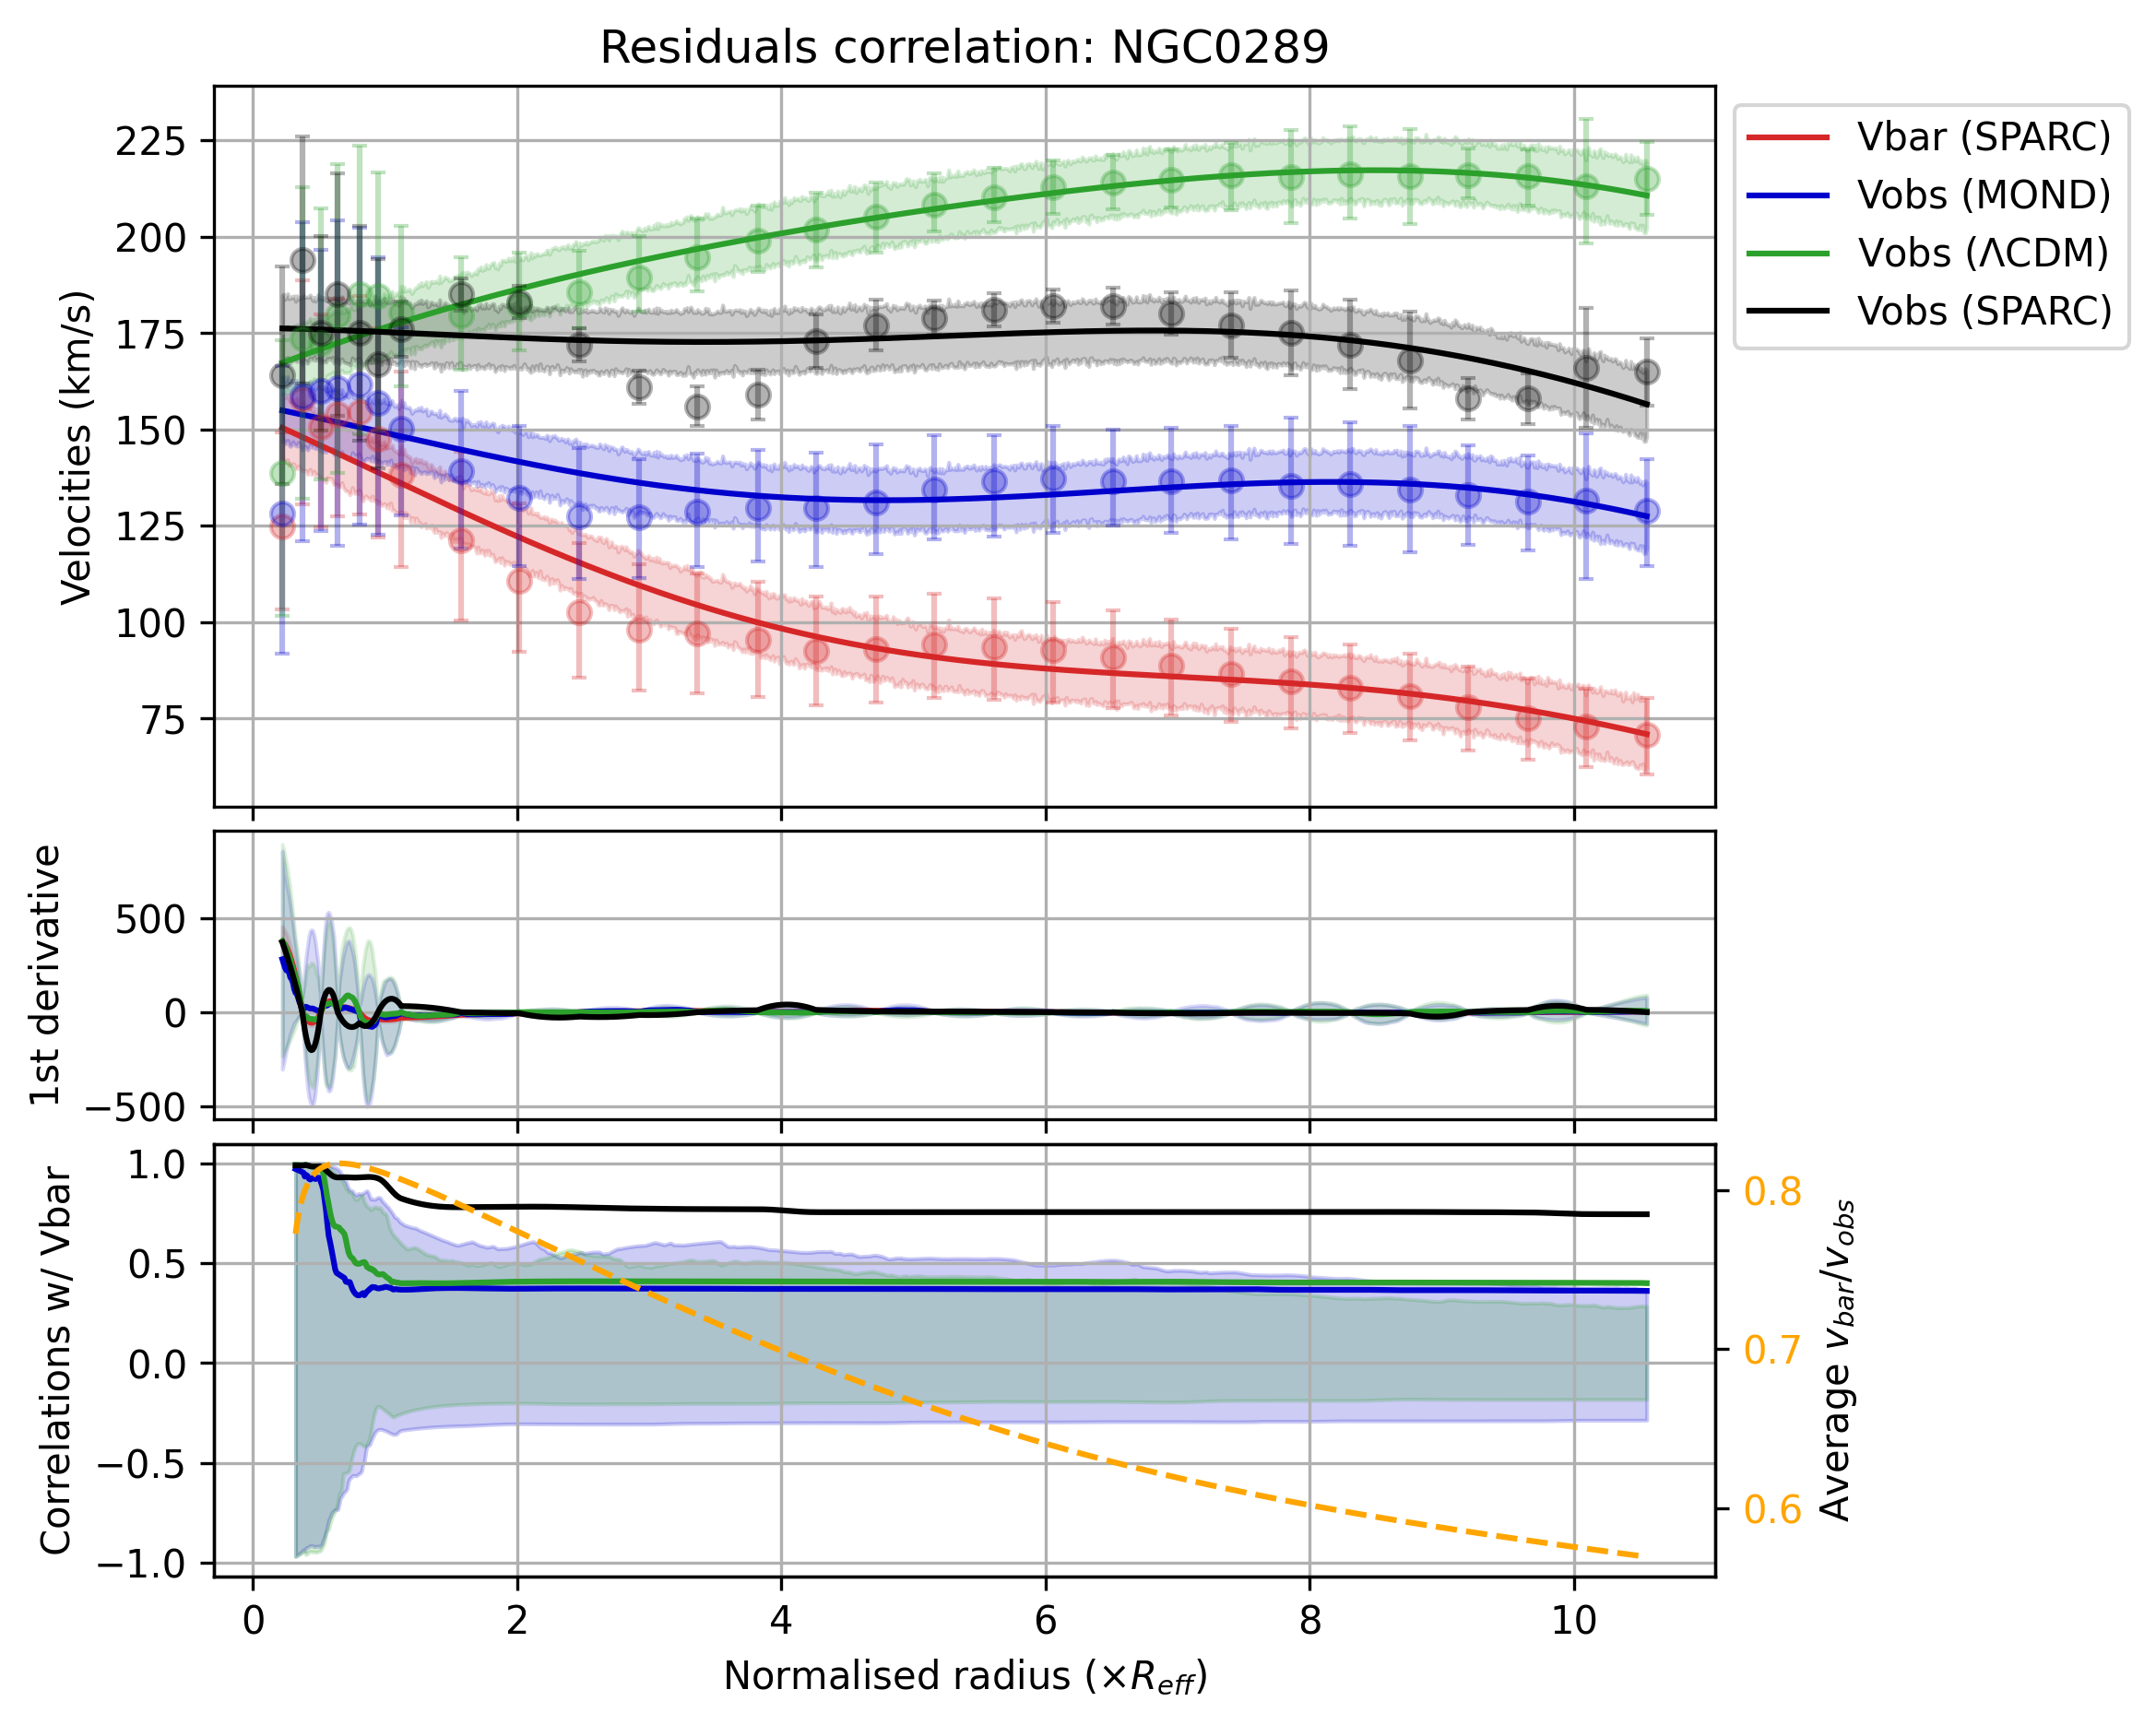 Residuals correlation: NGC0289
Velocities (km/s)
225
200
175
150
125
100
75
Vbar (SPARC)
Vobs (MOND)
Vobs (ΛCDM)
Vobs (SPARC)
1st derivative
500
0
−500
Correlations w/ Vbar
1.0
0.5
0.0
−0.5
−1.0
0.8
0.7
0.6
Average v_bar/v_obs
0 2 4 6 8 10
Normalised radius (×R_eff)